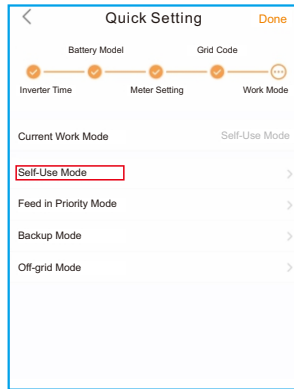 Quick Setting Done
Battery Model Grid Code
Inverter Time Meter Setting Work Mode
Current Work Mode Self-Use Mode
Self-Use Mode
Feed in Priority Mode
Backup Mode
Off-grid Mode